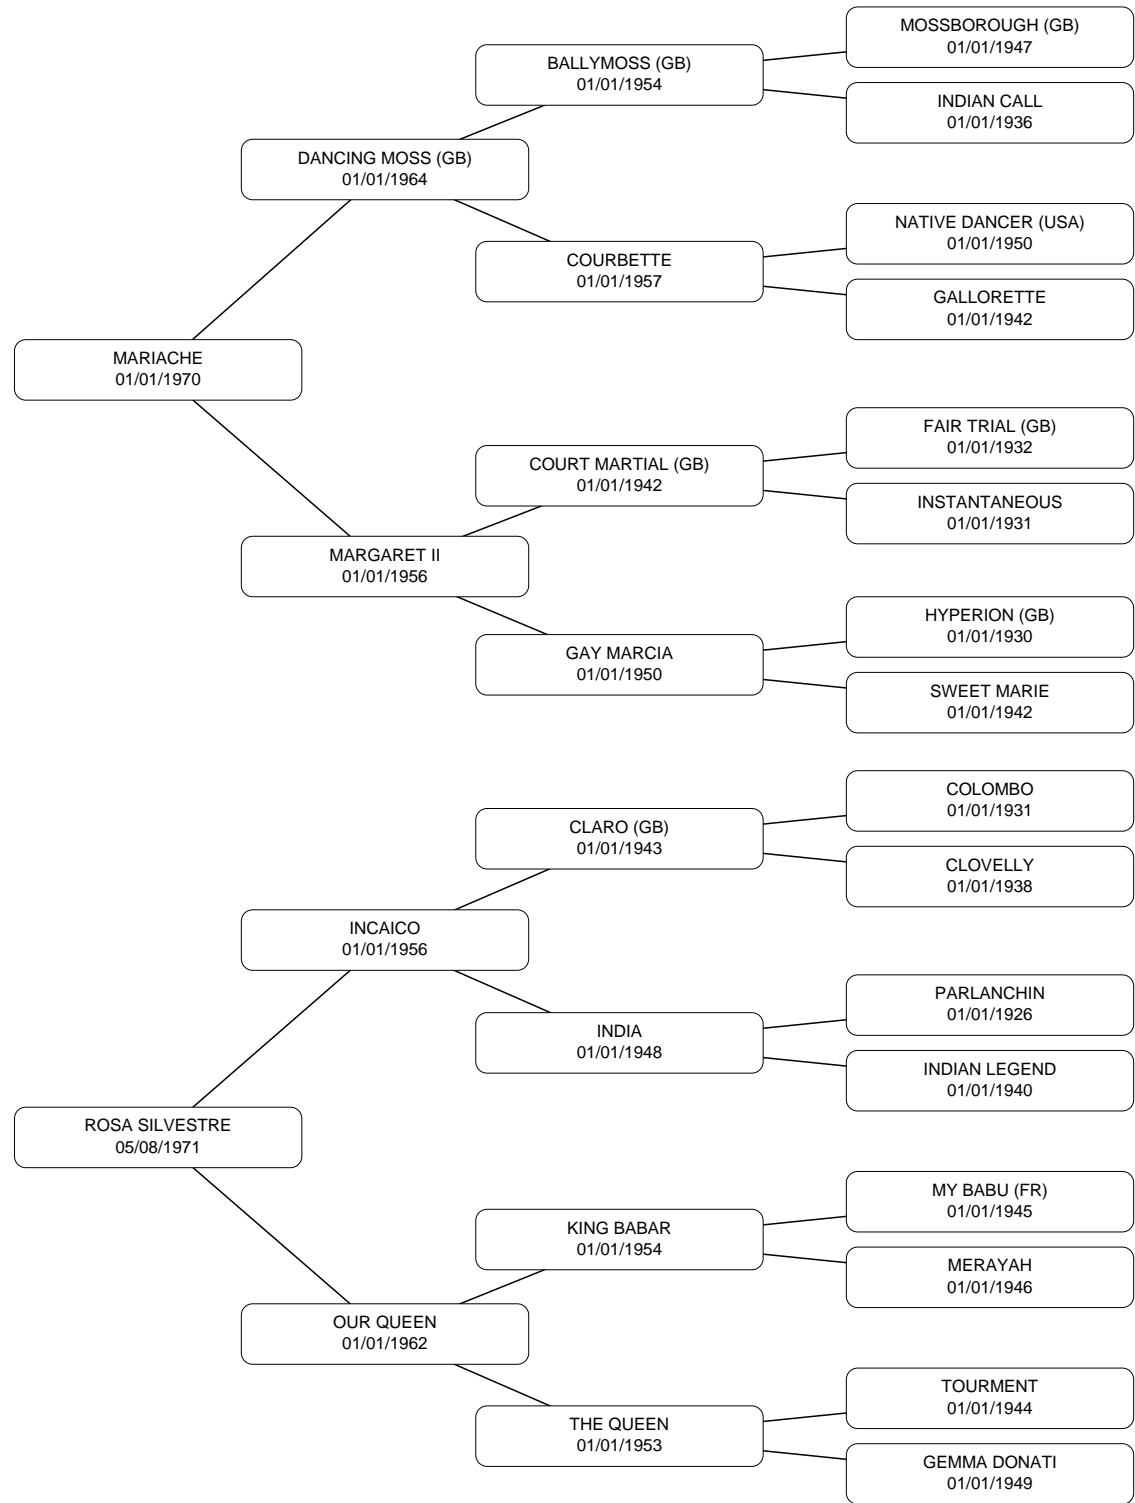 MOSSBOROUGH (GB)
01/01/1947
BALLYMOSS (GB)
01/01/1954
INDIAN CALL
01/01/1936
DANCING MOSS (GB)
01/01/1964
NATIVE DANCER (USA)
01/01/1950
COURBETTE
01/01/1957
GALLORETTE
01/01/1942
MARIACHE
01/01/1970
FAIR TRIAL (GB)
01/01/1932
COURT MARTIAL (GB)
01/01/1942
INSTANTANEOUS
01/01/1931
MARGARET II
01/01/1956
HYPERION (GB)
01/01/1930
GAY MARCIA
01/01/1950
SWEET MARIE
01/01/1942
COLOMBO
01/01/1931
CLARO (GB)
01/01/1943
CLOVELLY
01/01/1938
INCAICO
01/01/1956
PARLANCHIN
01/01/1926
INDIA
01/01/1948
INDIAN LEGEND
01/01/1940
ROSA SILVESTRE
05/08/1971
MY BABU (FR)
01/01/1945
KING BABAR
01/01/1954
MERAYAH
01/01/1946
OUR QUEEN
01/01/1962
TOURMENT
01/01/1944
THE QUEEN
01/01/1953
GEMMA DONATI
01/01/1949